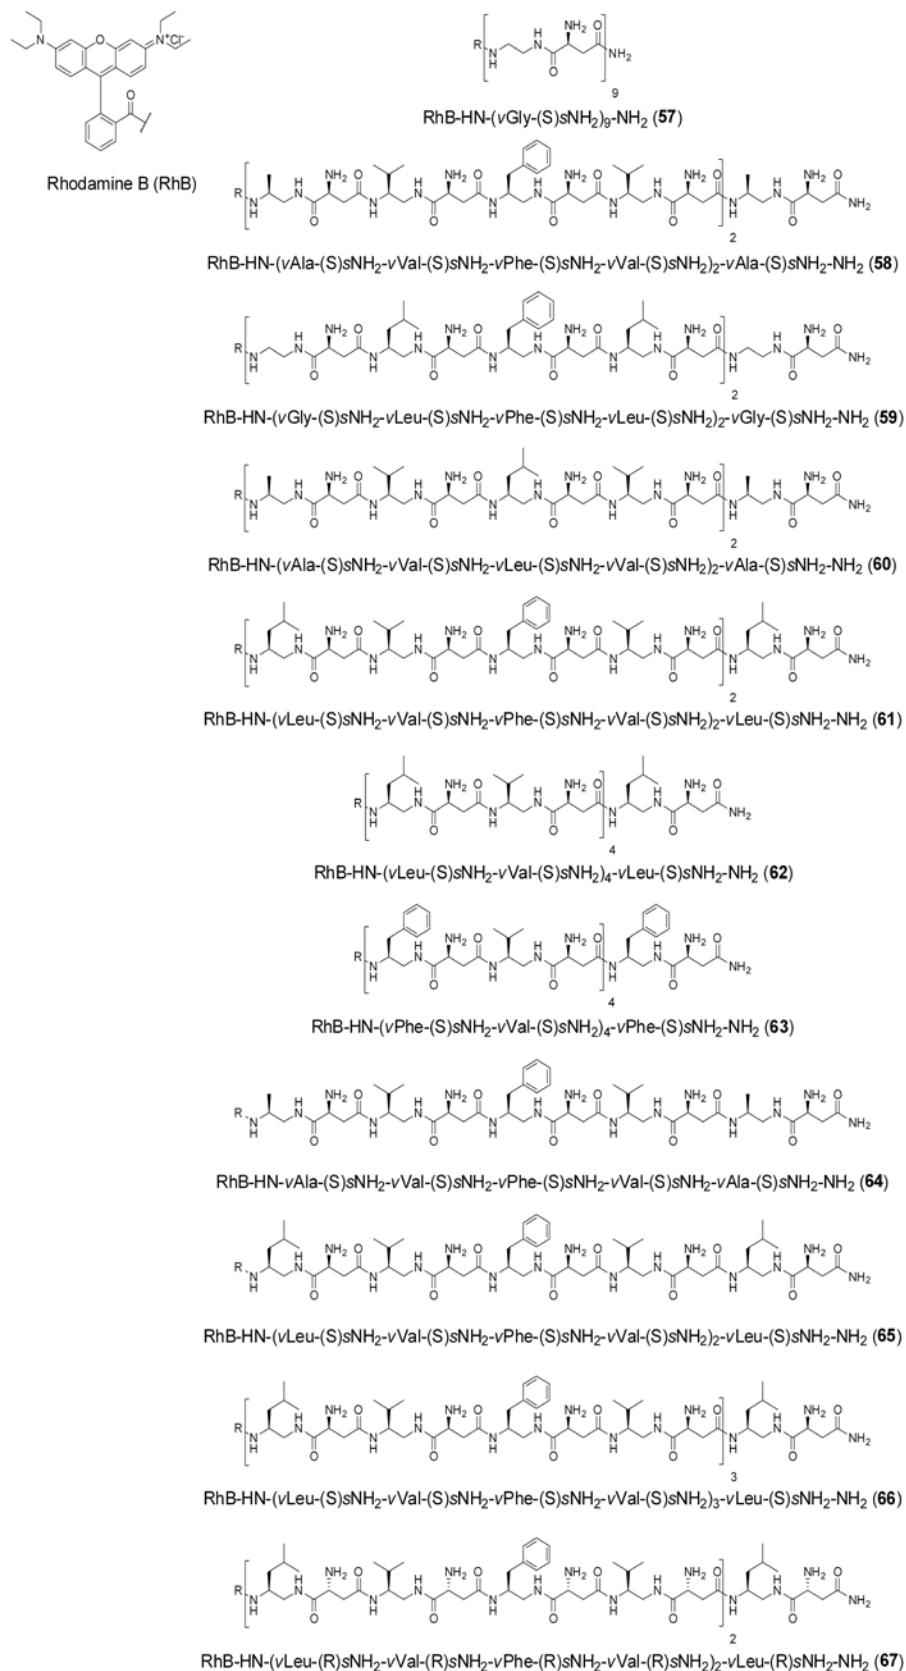 Rhodamine B (RhB)
RhB-HN-(vGly-(S)sNH₂)₉-NH₂ (57)
RhB-HN-(vAla-(S)sNH₂-vVal-(S)sNH₂-vPhe-(S)sNH₂-vVal-(S)sNH₂)₂-vAla-(S)sNH₂-NH₂ (58)
RhB-HN-(vGly-(S)sNH₂-vLeu-(S)sNH₂-vPhe-(S)sNH₂-vLeu-(S)sNH₂)₂-vGly-(S)sNH₂-NH₂ (59)
RhB-HN-(vAla-(S)sNH₂-vVal-(S)sNH₂-vLeu-(S)sNH₂-vVal-(S)sNH₂)₂-vAla-(S)sNH₂-NH₂ (60)
RhB-HN-(vLeu-(S)sNH₂-vVal-(S)sNH₂-vPhe-(S)sNH₂-vVal-(S)sNH₂)₂-vLeu-(S)sNH₂-NH₂ (61)
RhB-HN-(vLeu-(S)sNH₂-vVal-(S)sNH₂)₄-vLeu-(S)sNH₂-NH₂ (62)
RhB-HN-(vPhe-(S)sNH₂-vVal-(S)sNH₂)₄-vPhe-(S)sNH₂-NH₂ (63)
RhB-HN-vAla-(S)sNH₂-vVal-(S)sNH₂-vPhe-(S)sNH₂-vVal-(S)sNH₂-vAla-(S)sNH₂-NH₂ (64)
RhB-HN-(vLeu-(S)sNH₂-vVal-(S)sNH₂-vPhe-(S)sNH₂-vVal-(S)sNH₂)₂-vLeu-(S)sNH₂-NH₂ (65)
RhB-HN-(vLeu-(S)sNH₂-vVal-(S)sNH₂-vPhe-(S)sNH₂-vVal-(S)sNH₂)₃-vLeu-(S)sNH₂-NH₂ (66)
RhB-HN-(vLeu-(R)sNH₂-vVal-(R)sNH₂-vPhe-(R)sNH₂-vVal-(R)sNH₂)₂-vLeu-(R)sNH₂-NH₂ (67)